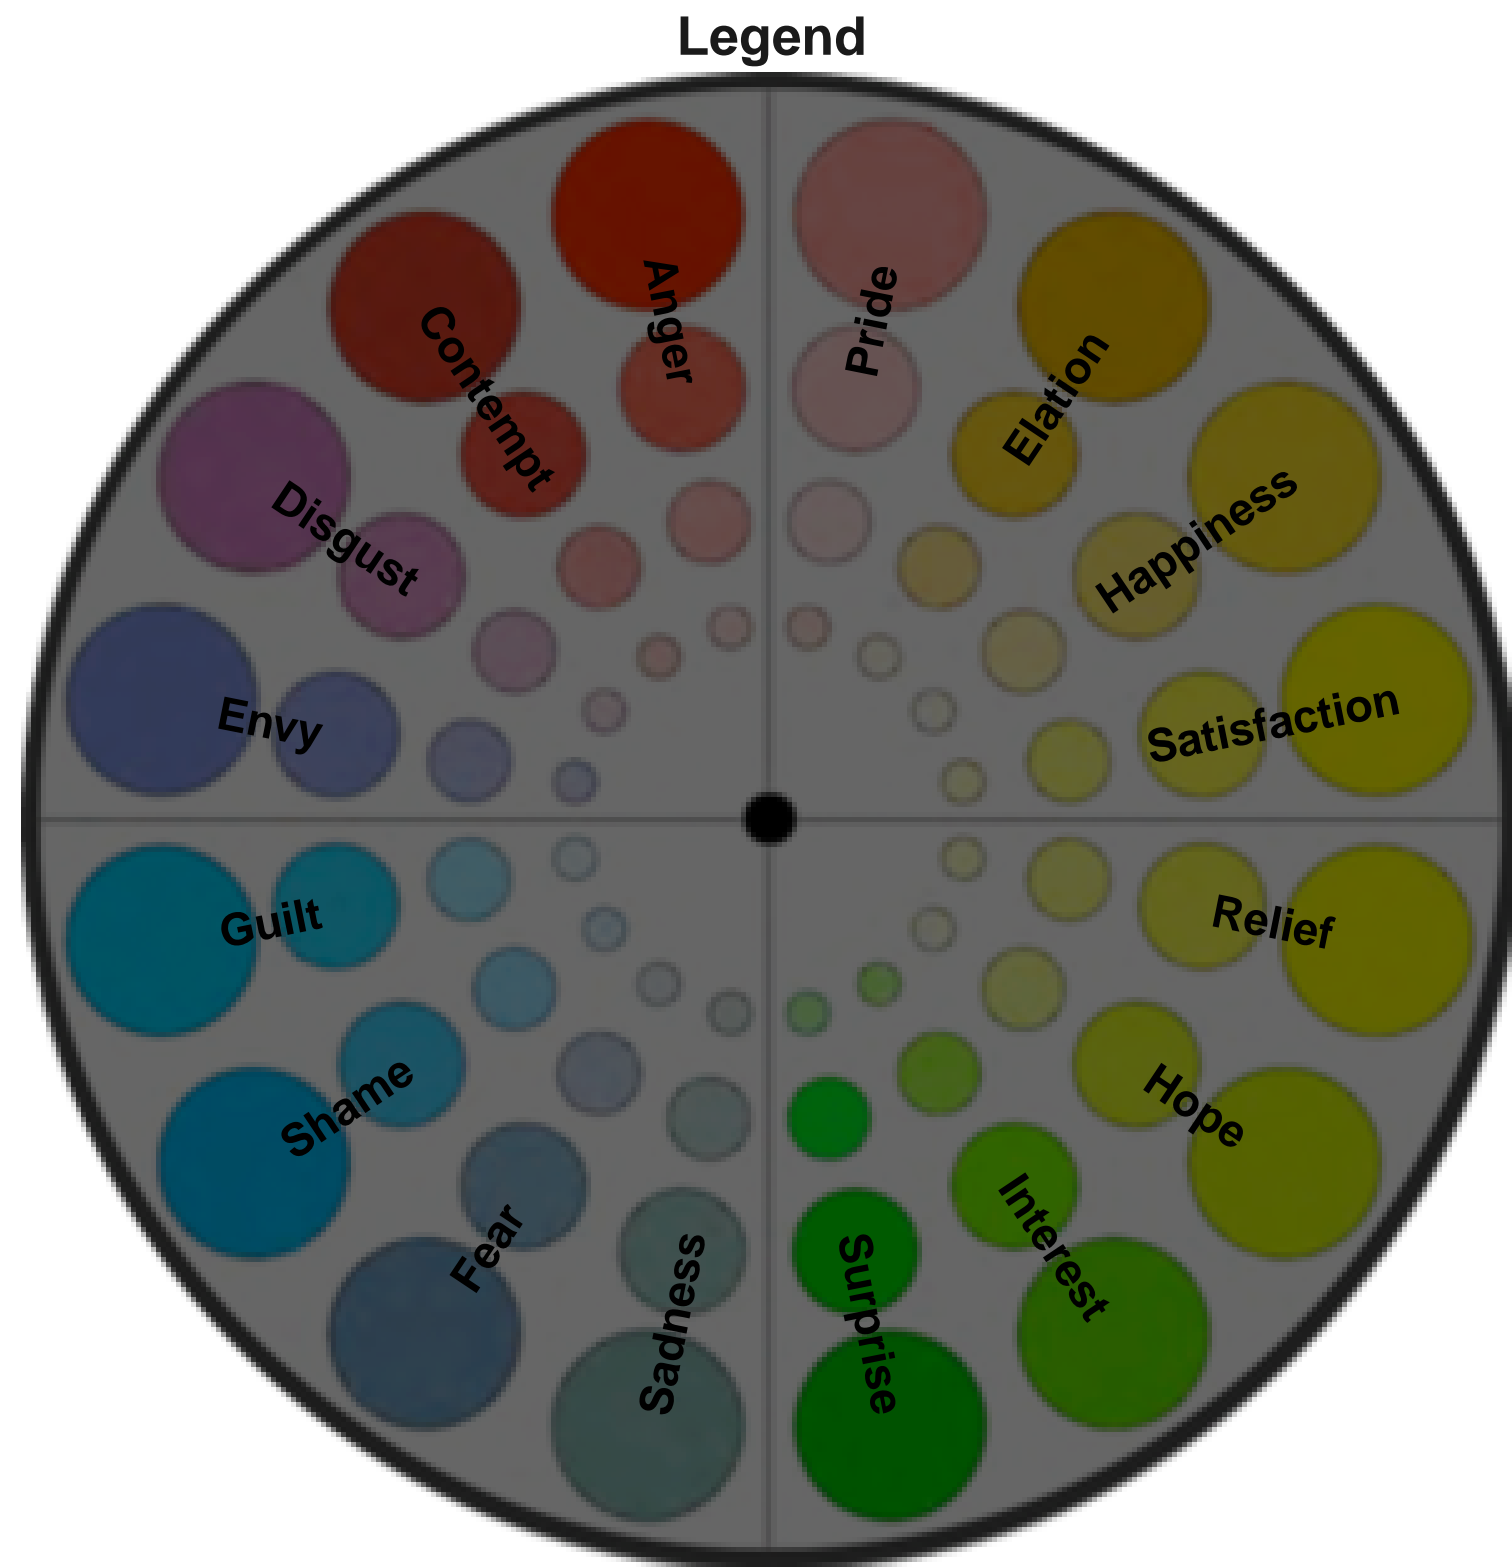 Legend
Anger
Pride
Contempt
Elation
Disgust
Happiness
Envy
Satisfaction
Guilt
Relief
Shame
Hope
Fear
Interest
Sadness
Surprise